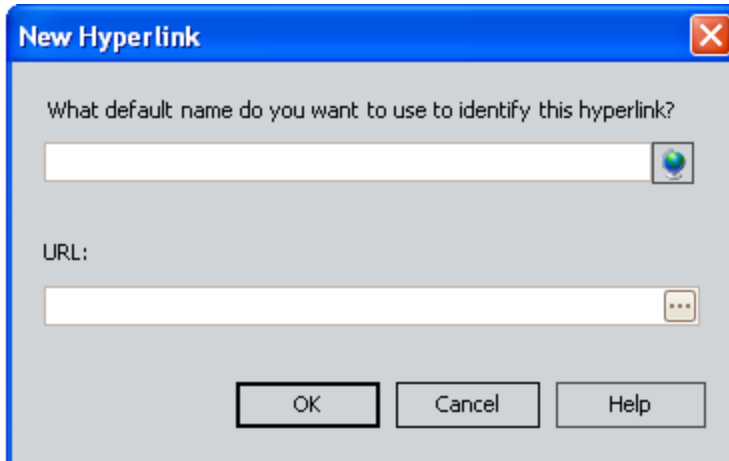 New Hyperlink
What default name do you want to use to identify this hyperlink?
URL:
...
OK Cancel Help